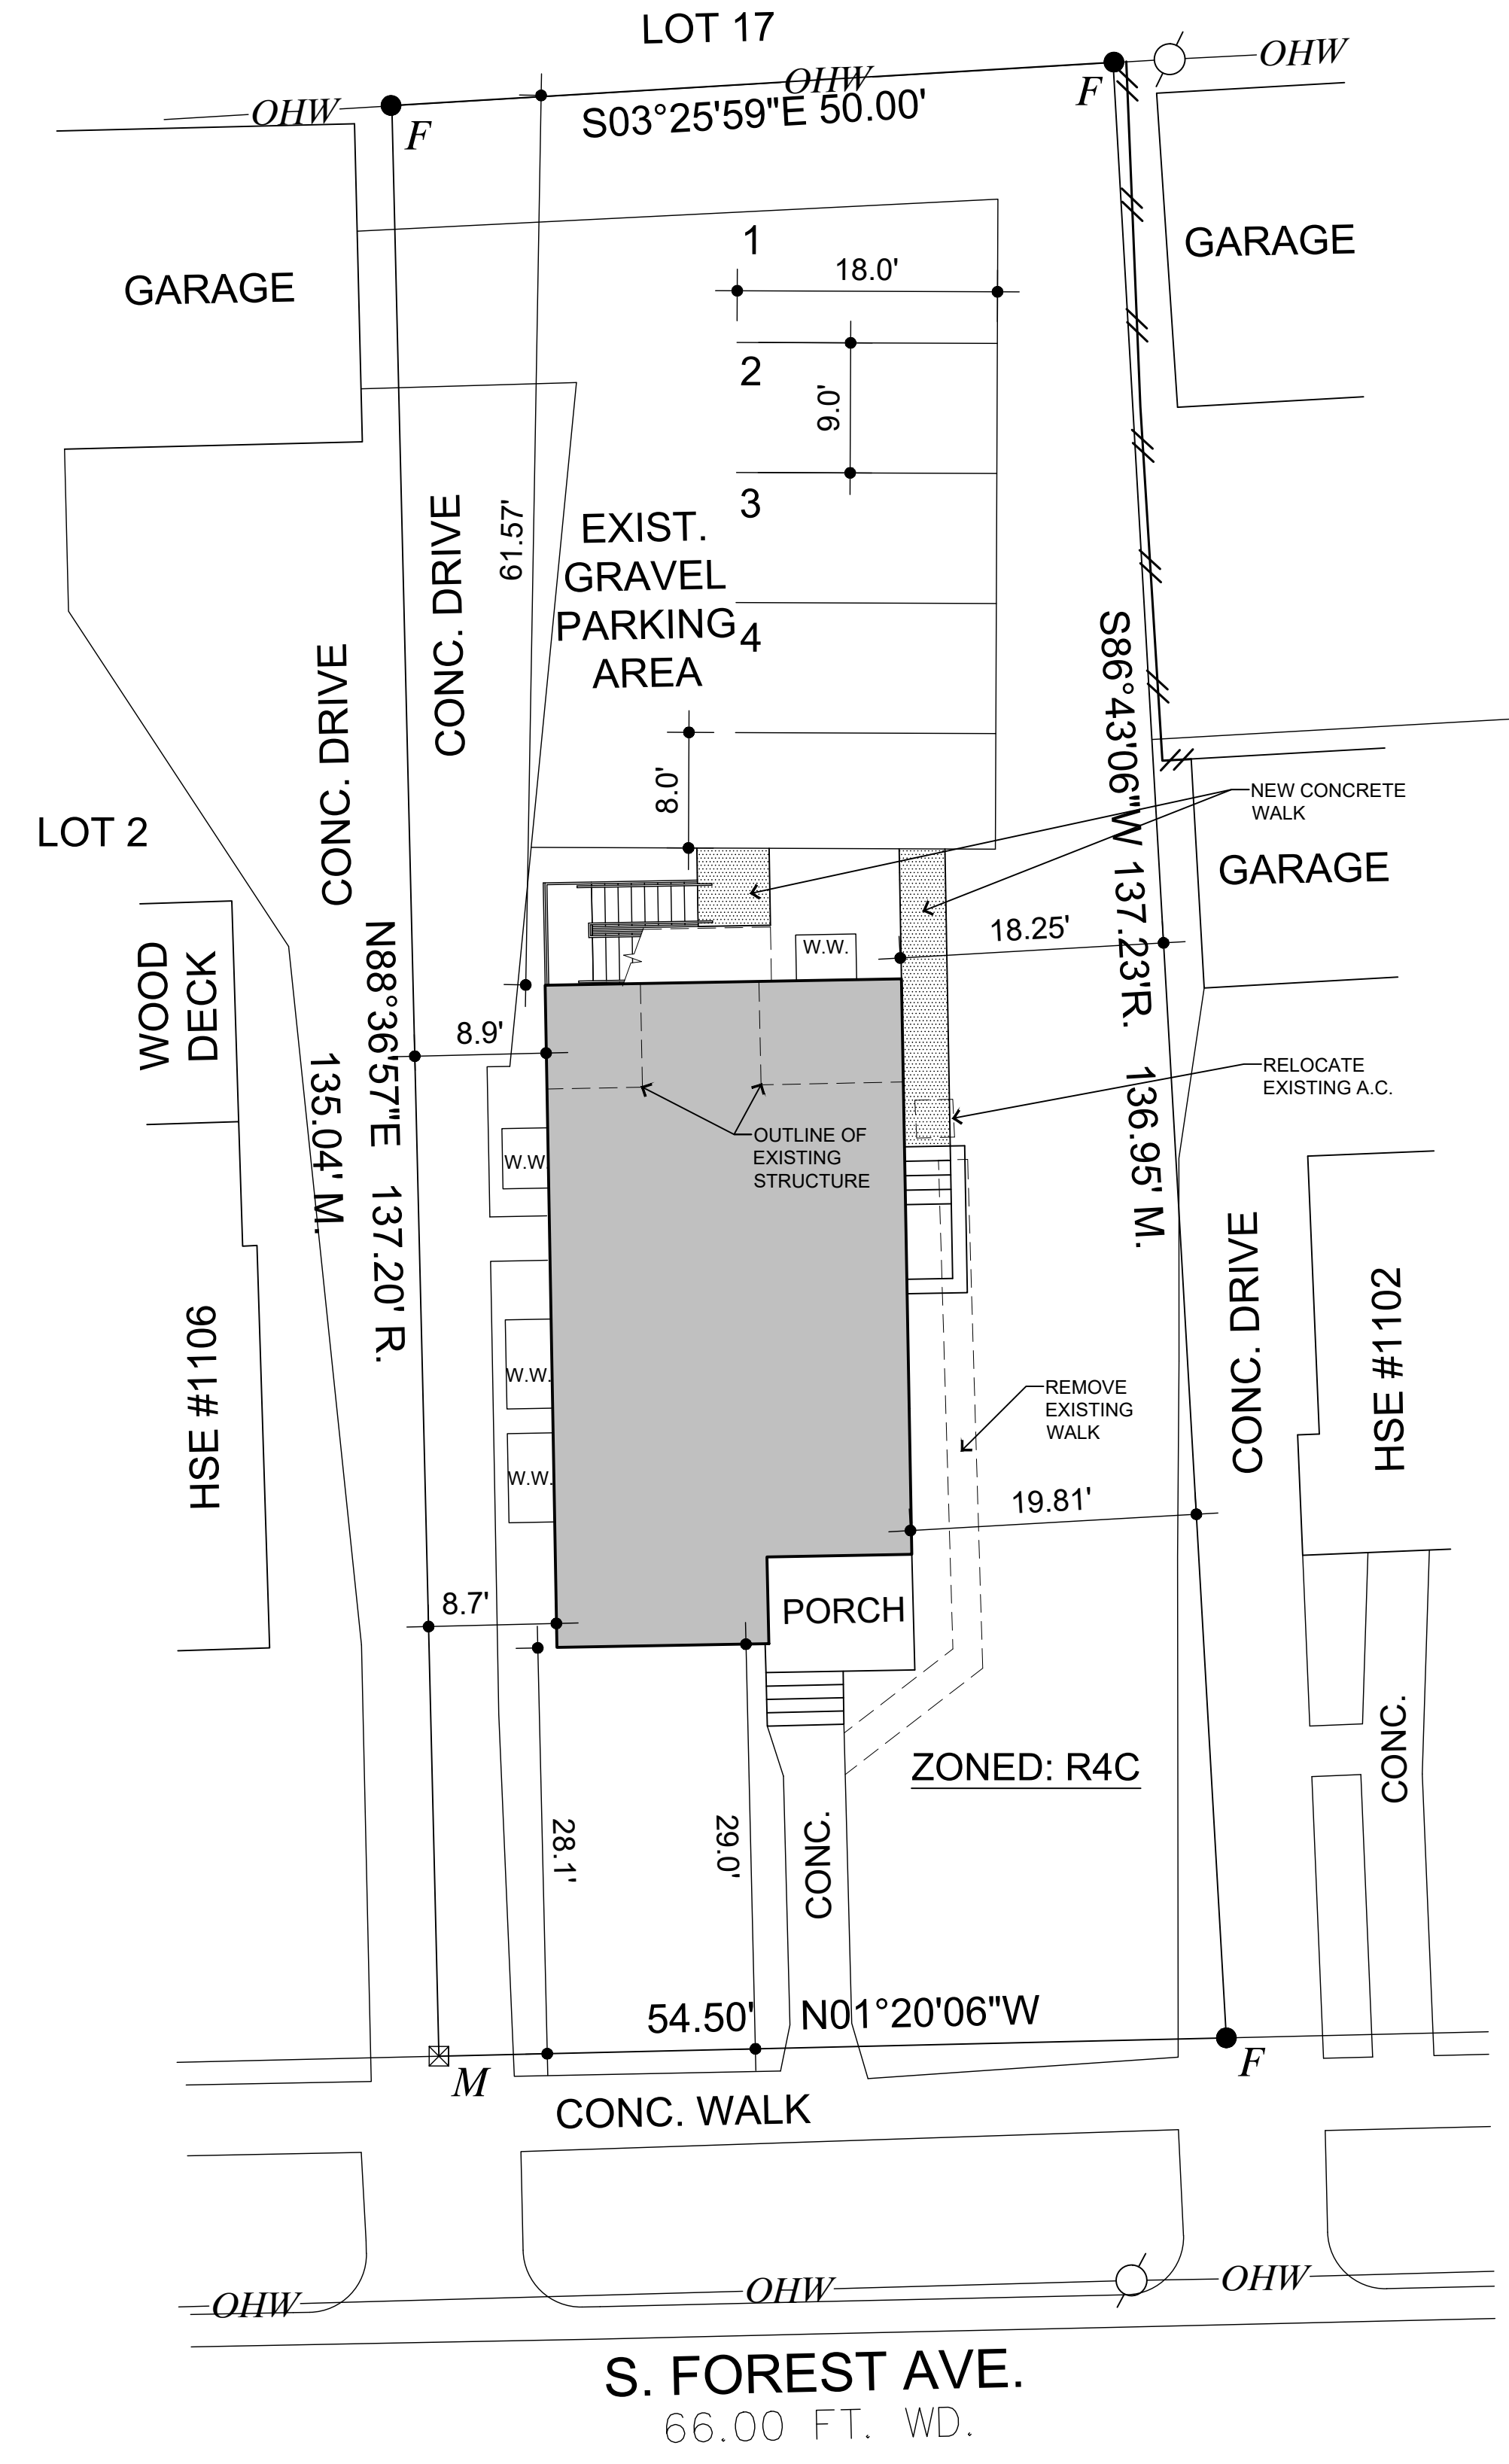 LOT 17
OHW
OHW
OHW
F
F
S03°25'59"E 50.00'
GARAGE
GARAGE
1
18.0'
2
9.0'
3
61.57'
CONC. DRIVE
CONC. DRIVE
EXIST.
GRAVEL
PARKING
AREA
4
8.0'
S86°43'06"W 137.23'R.
136.95' M.
NEW CONCRETE
WALK
LOT 2
GARAGE
18.25'
W.W.
WOOD
DECK
N88°36'57"E 137.20' R.
135.04' M.
8.9'
RELOCATE
EXISTING A.C.
OUTLINE OF
EXISTING
STRUCTURE
W.W.
W.W.
W.W.
HSE #1106
CONC. DRIVE
HSE #1102
REMOVE
EXISTING
WALK
19.81'
8.7'
PORCH
ZONED: R4C
CONC.
28.1'
29.0'
CONC.
54.50' N01°20'06"W
M
F
CONC. WALK
OHW
OHW
OHW
S. FOREST AVE.
66.00 FT. WD.